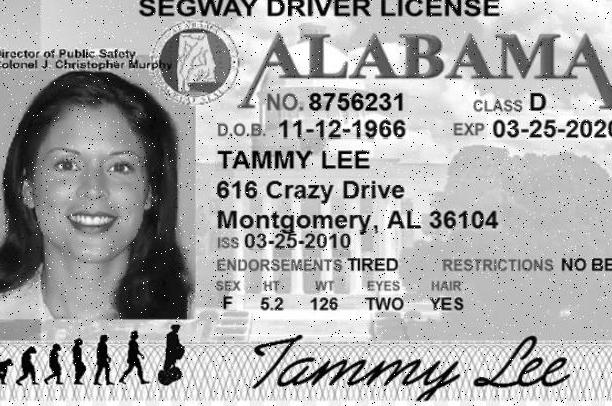 SEGWAY DRIVER LICENSE
Director of Public Safety
Colonel J. Christopher Murphy
ALABAMA
NO. 8756231 CLASS D
D.O.B. 11-12-1966 EXP 03-25-2020
TAMMY LEE
616 Crazy Drive
Montgomery, AL 36104
ISS 03-25-2010
ENDORSEMENTS TIRED RESTRICTIONS NO BE
SEX HT WT EYES HAIR
F 5.2 126 TWO YES
Tammy Lee